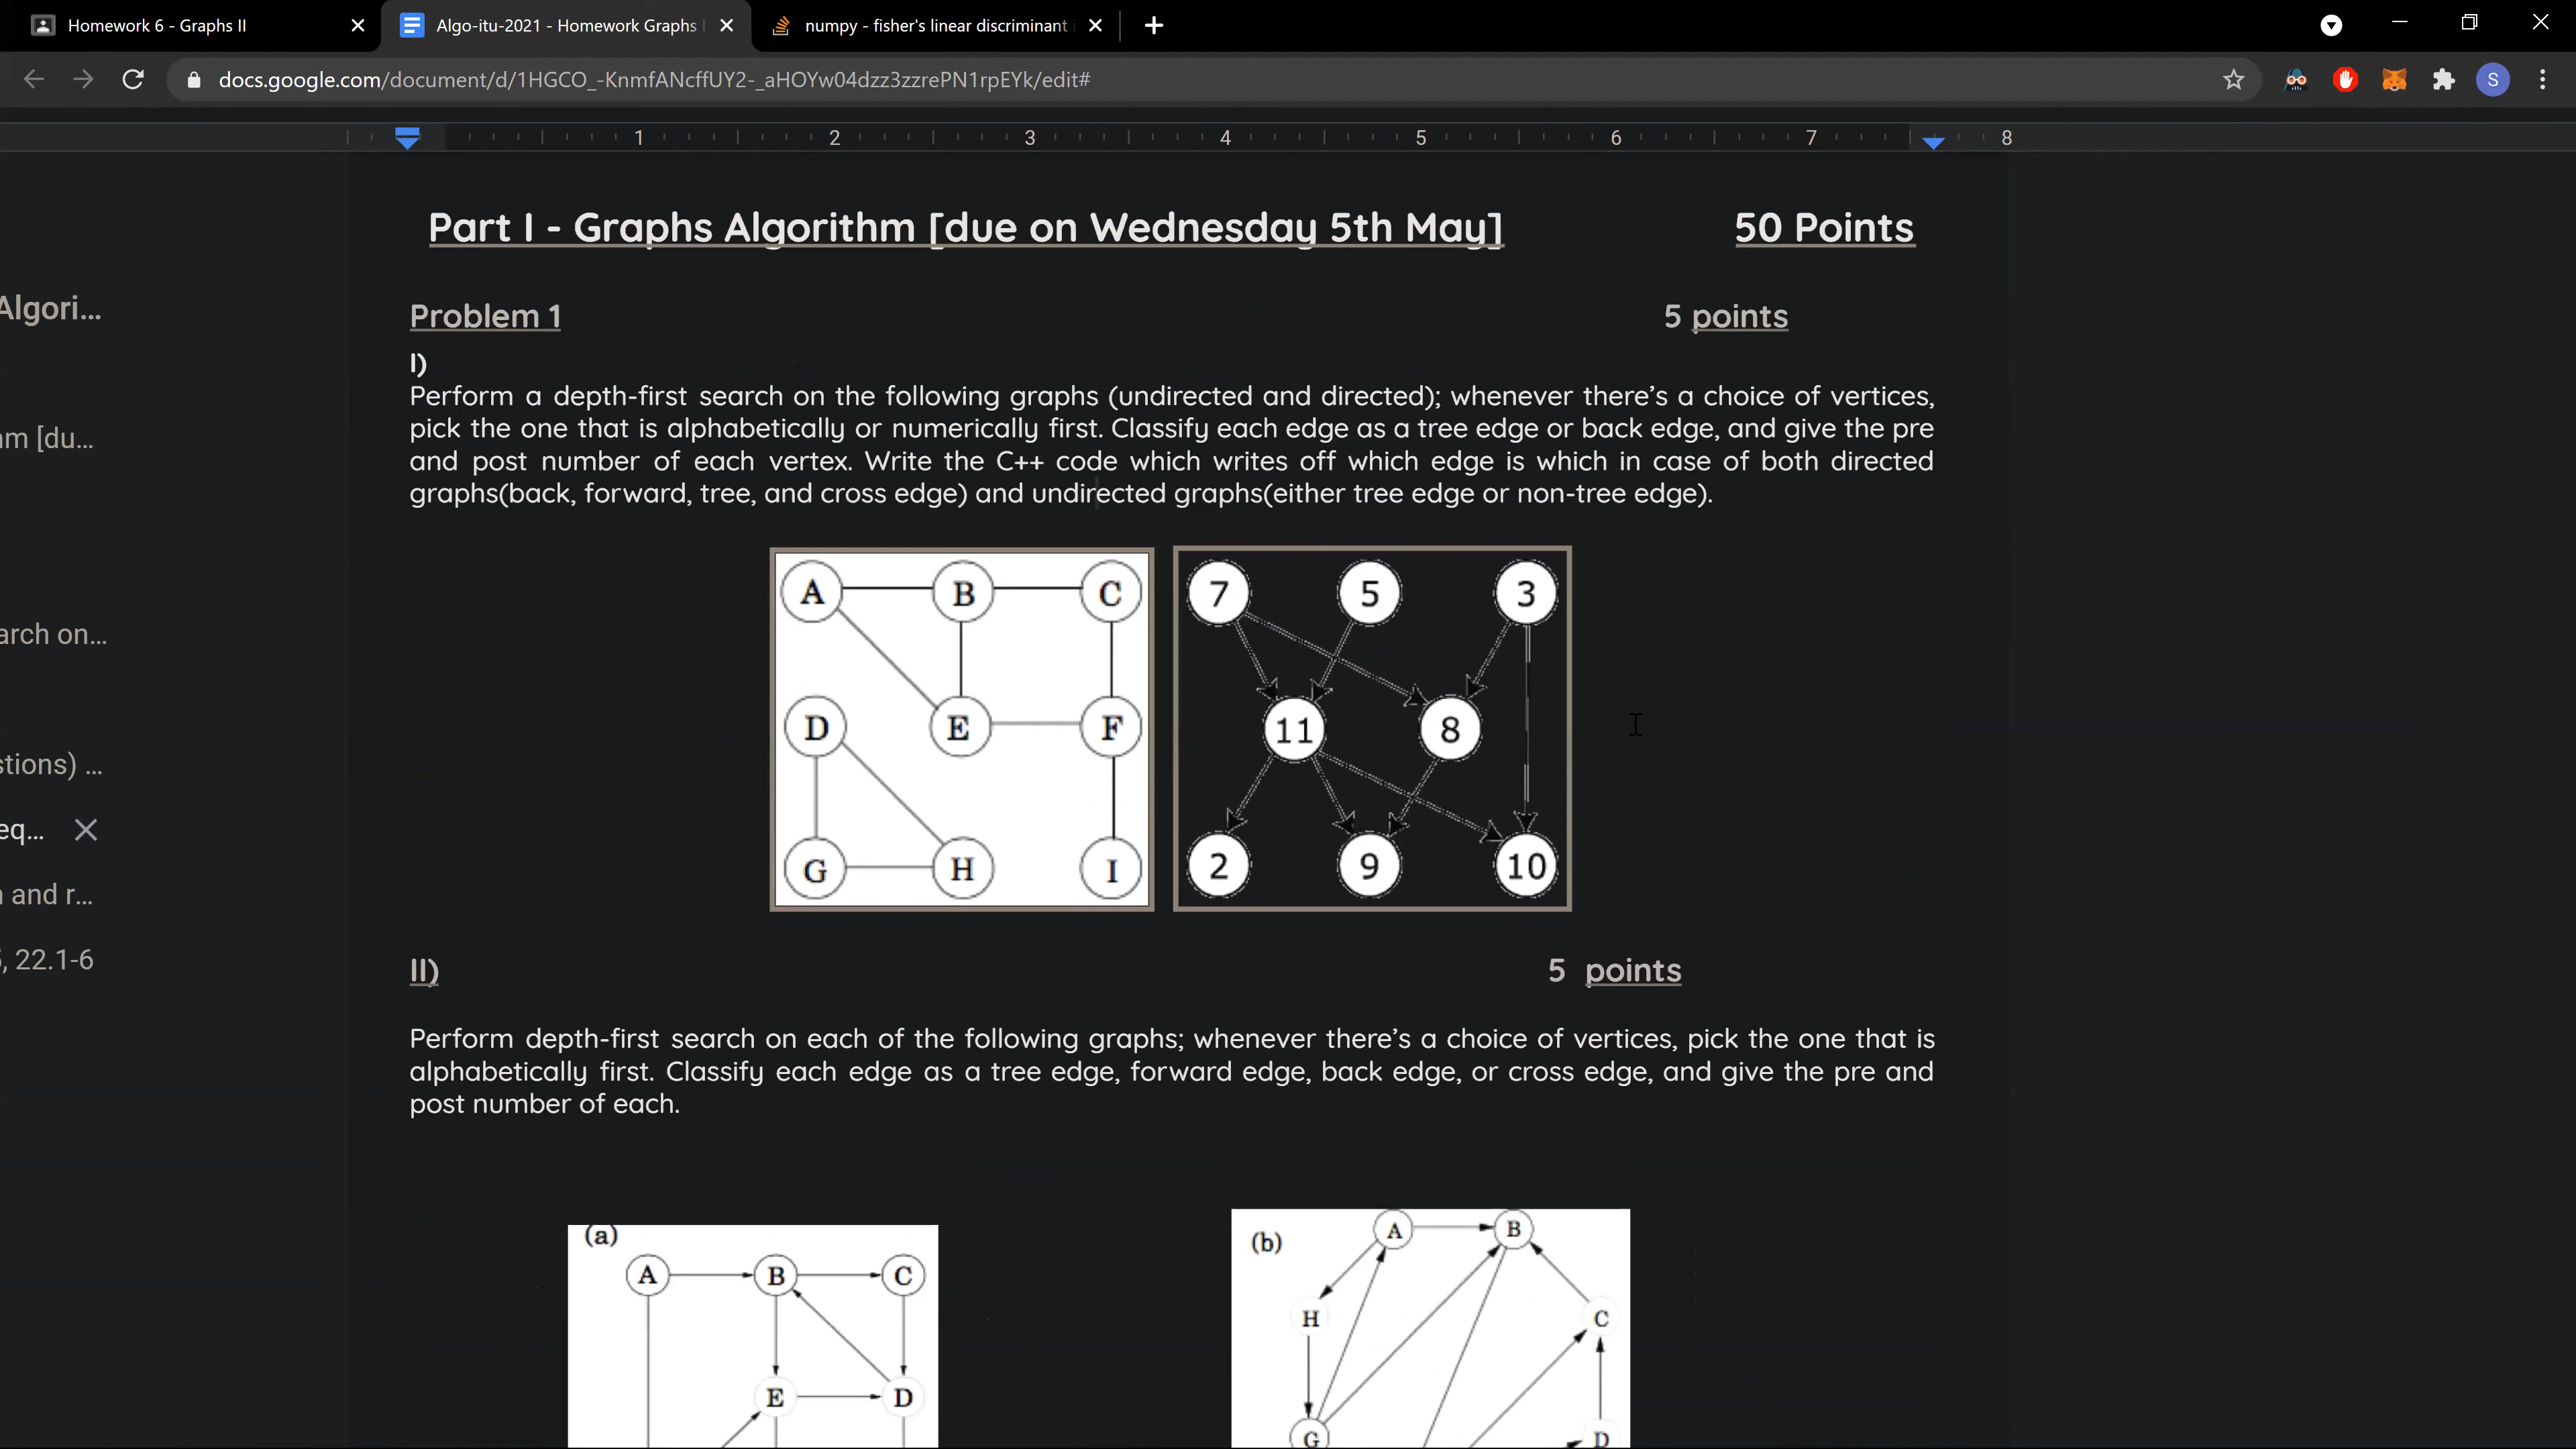 Homework 6 - Graphs II
Algo-itu-2021 - Homework Graphs
numpy - fisher's linear discriminant
docs.google.com/document/d/1HGCO_-KnmfANcffUY2-_aHOYw04dzz3zzrePN1rpEYk/edit#
S
1 2 3 4 5 6 7 8
Algori...
am [du...
arch on...
stions) ...
eq...
n and r...
, 22.1-6
Part I - Graphs Algorithm [due on Wednesday 5th May] 50 Points
Problem 1 5 points
I)
Perform a depth-first search on the following graphs (undirected and directed); whenever there's a choice of vertices,
pick the one that is alphabetically or numerically first. Classify each edge as a tree edge or back edge, and give the pre
and post number of each vertex. Write the C++ code which writes off which edge is which in case of both directed
graphs(back, forward, tree, and cross edge) and undirected graphs(either tree edge or non-tree edge).
A B C
D E F
G H I
7 5 3
11 8
2 9 10
II) 5 points
Perform depth-first search on each of the following graphs; whenever there's a choice of vertices, pick the one that is
alphabetically first. Classify each edge as a tree edge, forward edge, back edge, or cross edge, and give the pre and
post number of each.
(a)
A B C
E D
(b)
A B
H C
G D